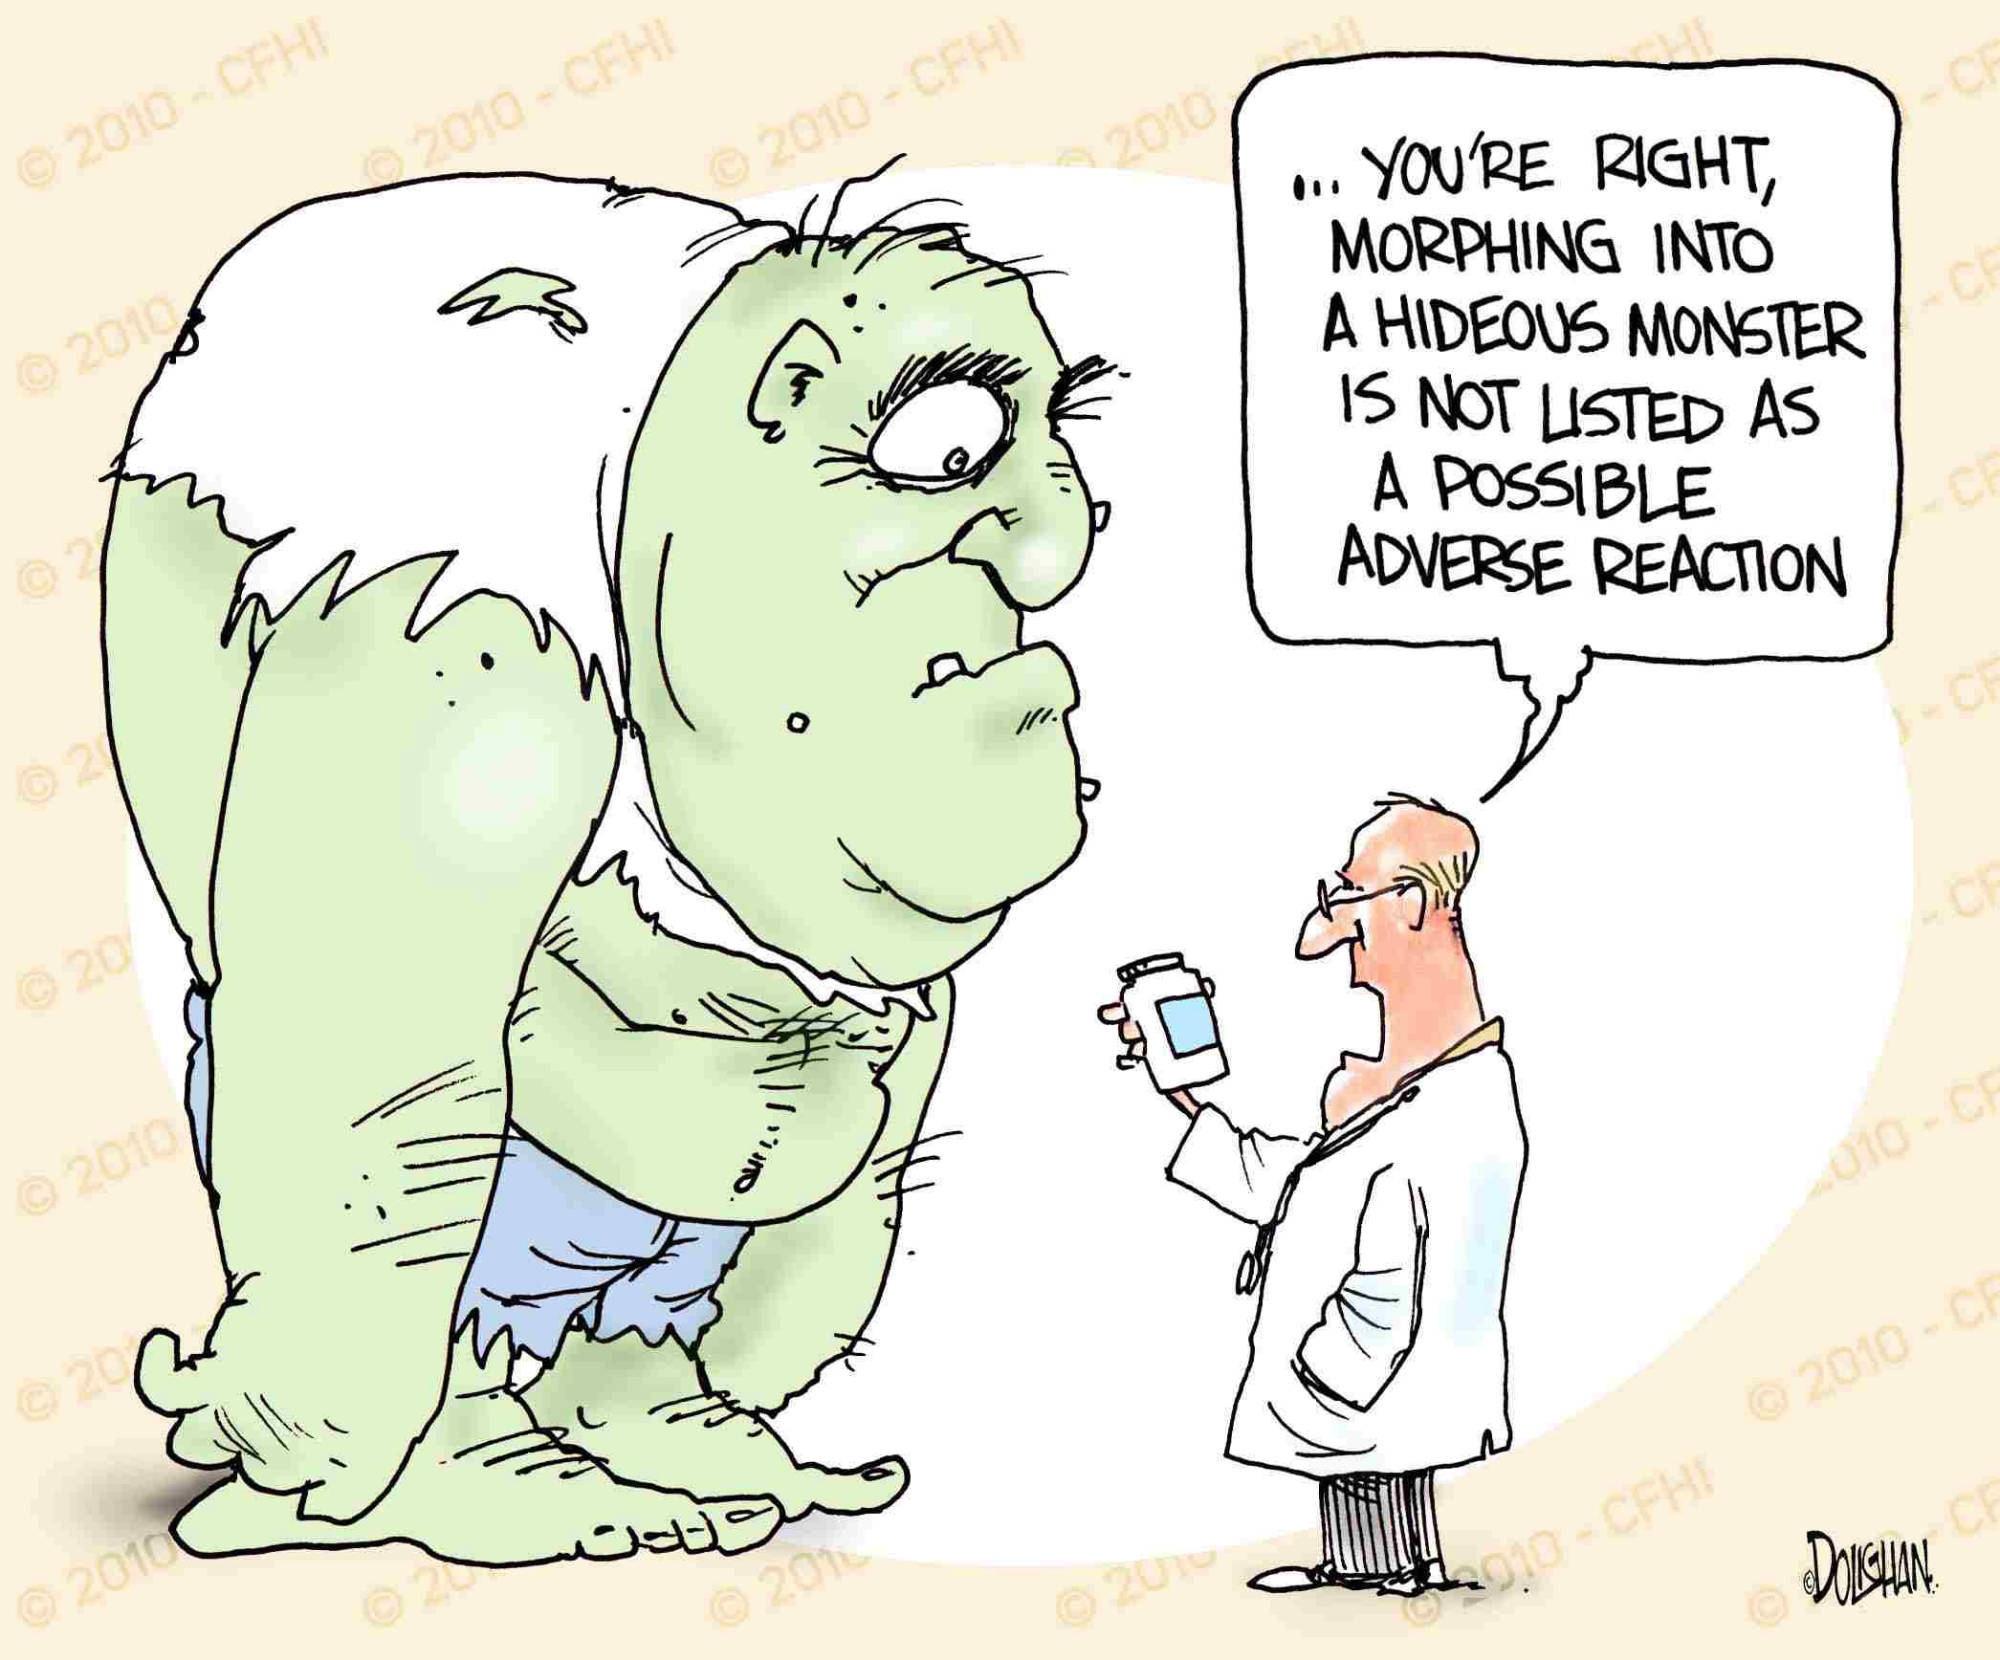 © 2010 - CFHI
... YOU'RE RIGHT,
MORPHING INTO
A HIDEOUS MONSTER
IS NOT LISTED AS
A POSSIBLE
ADVERSE REACTION
© DOLIGHAN